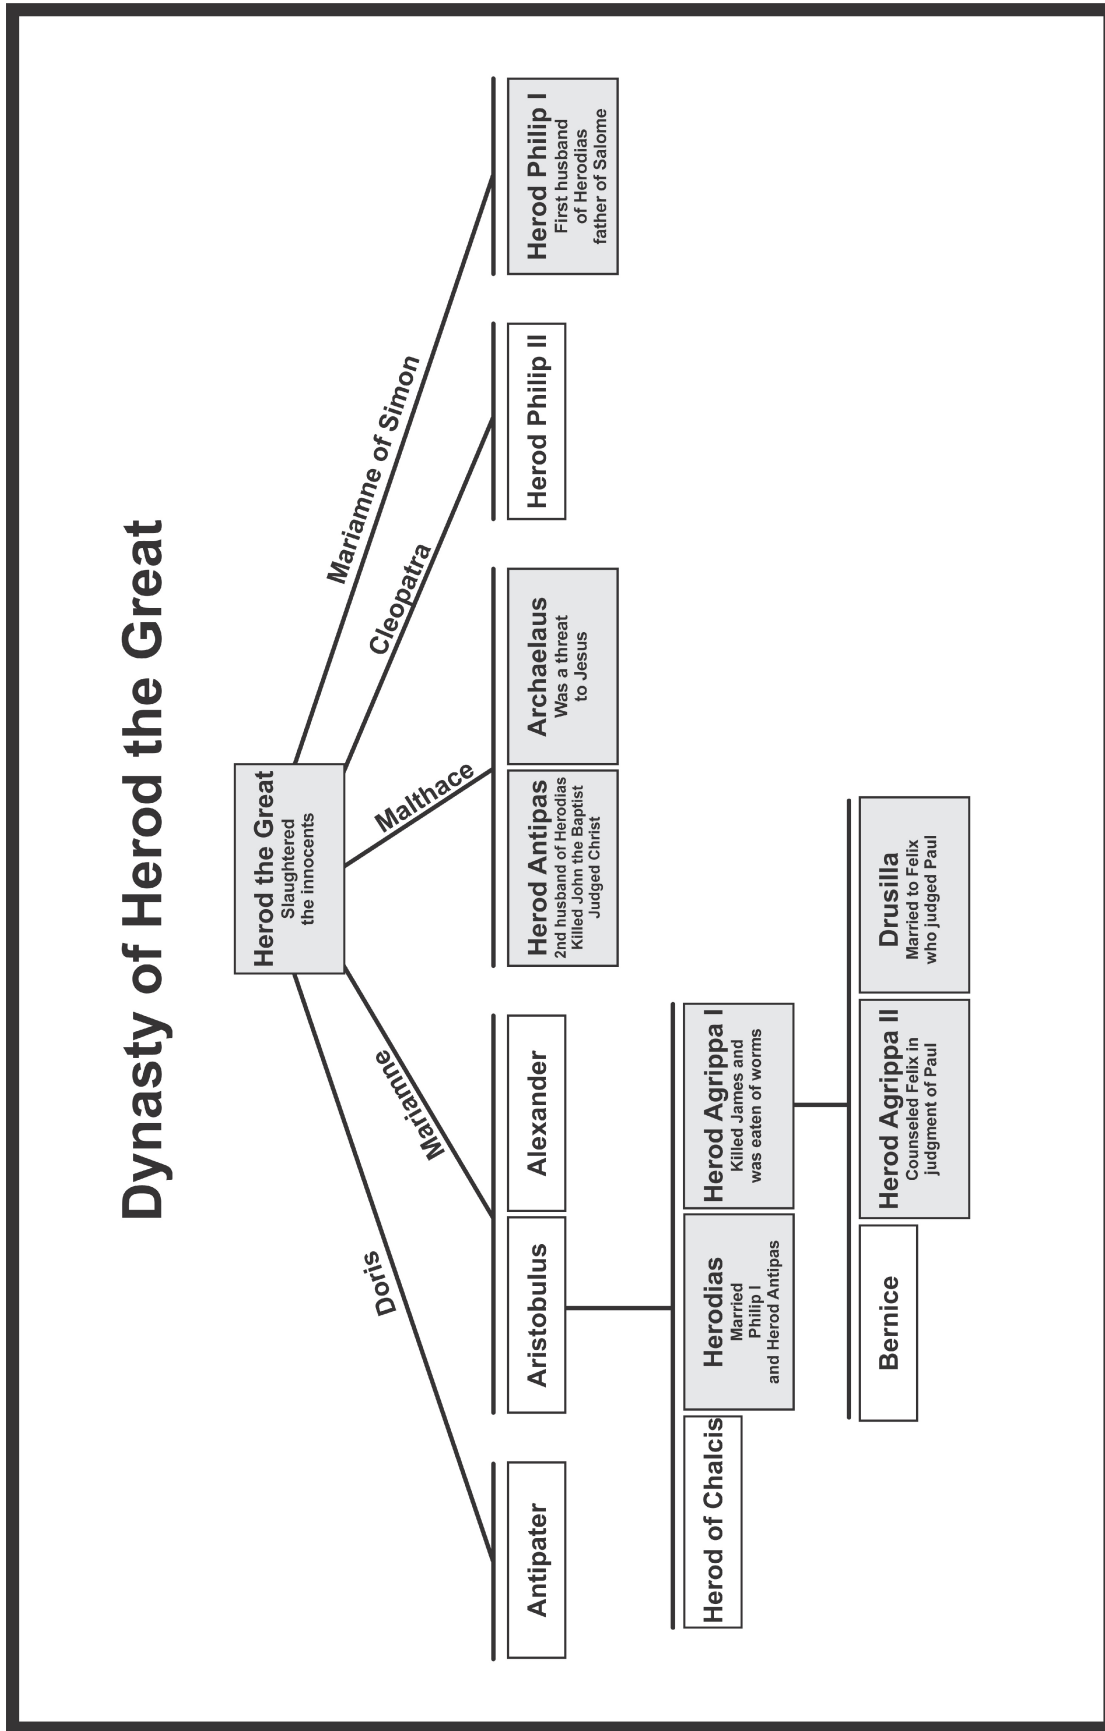 Dynasty of Herod the Great
Herod the Great
Slaughtered
the innocents
Doris
Mariamne
Malthace
Cleopatra
Mariamne of Simon
Antipater
Aristobulus
Alexander
Herod Antipas
2nd husband of Herodias
Killed John the Baptist
Judged Christ
Archaelaus
Was a threat
to Jesus
Herod Philip II
Herod Philip I
First husband
of Herodias
father of Salome
Herod of Chalcis
Herodias
Married
Philip I
and Herod Antipas
Herod Agrippa I
Killed James and
was eaten of worms
Bernice
Herod Agrippa II
Counseled Felix in
judgment of Paul
Drusilla
Married to Felix
who judged Paul